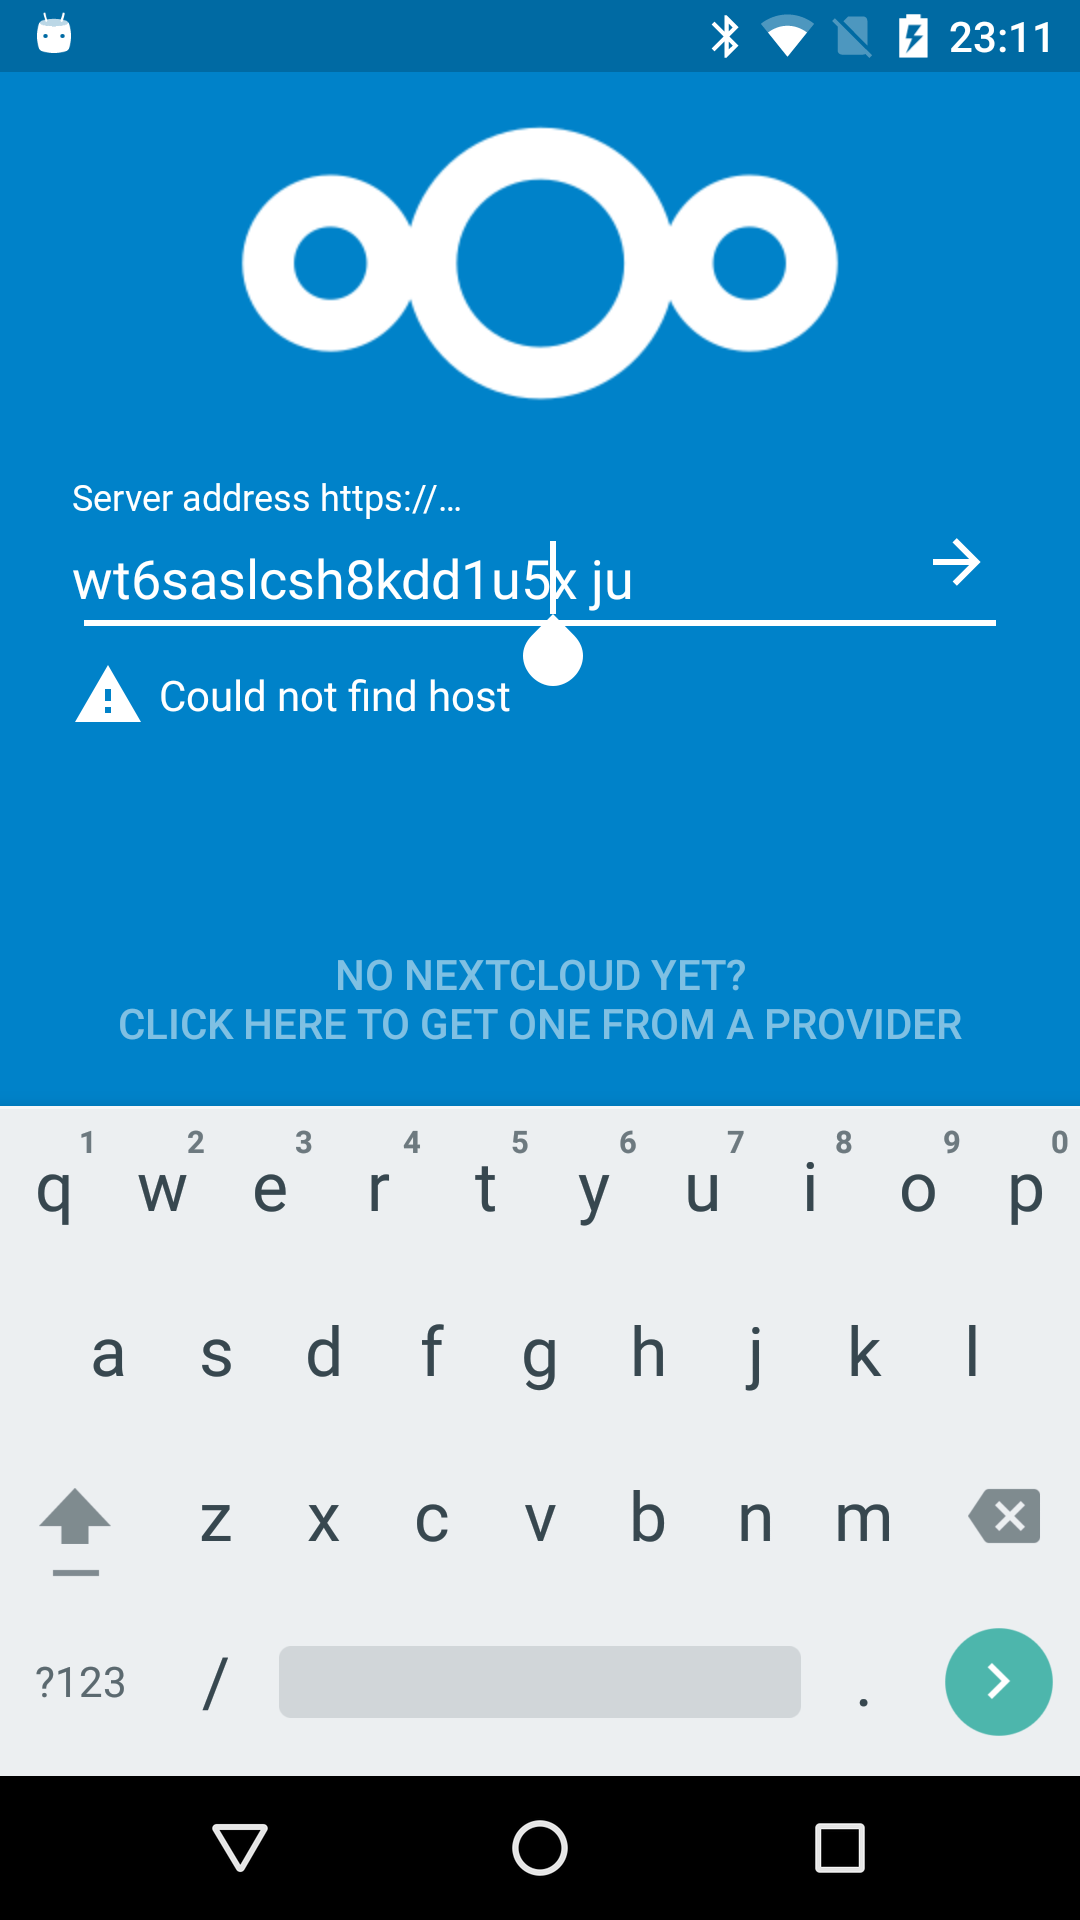 23:11
Server address https://…
wt6saslcsh8kdd1u5x ju
Could not find host
NO NEXTCLOUD YET?
CLICK HERE TO GET ONE FROM A PROVIDER
1 2 3 4 5 6 7 8 9 0
q w e r t y u i o p
a s d f g h j k l
z x c v b n m
?123 / .